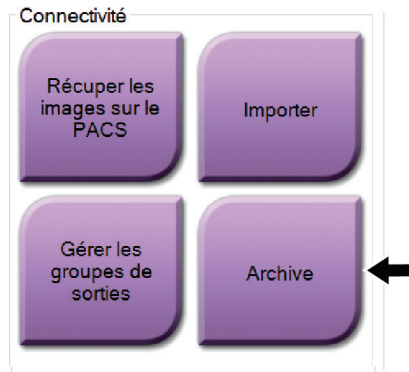 Connectivité
Récuper les
images sur le
PACS
Importer
Gérer les
groupes de
sorties
Archive